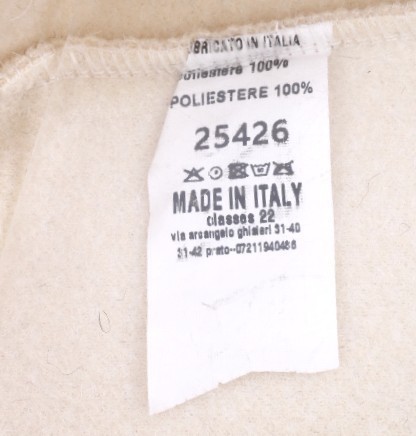 FABRICATO IN ITALIA
Poliestere 100%
POLIESTERE 100%
25426
MADE IN ITALY
classes 22
via arcangelo ghisleri 31-40
31-42 prato--07211940486